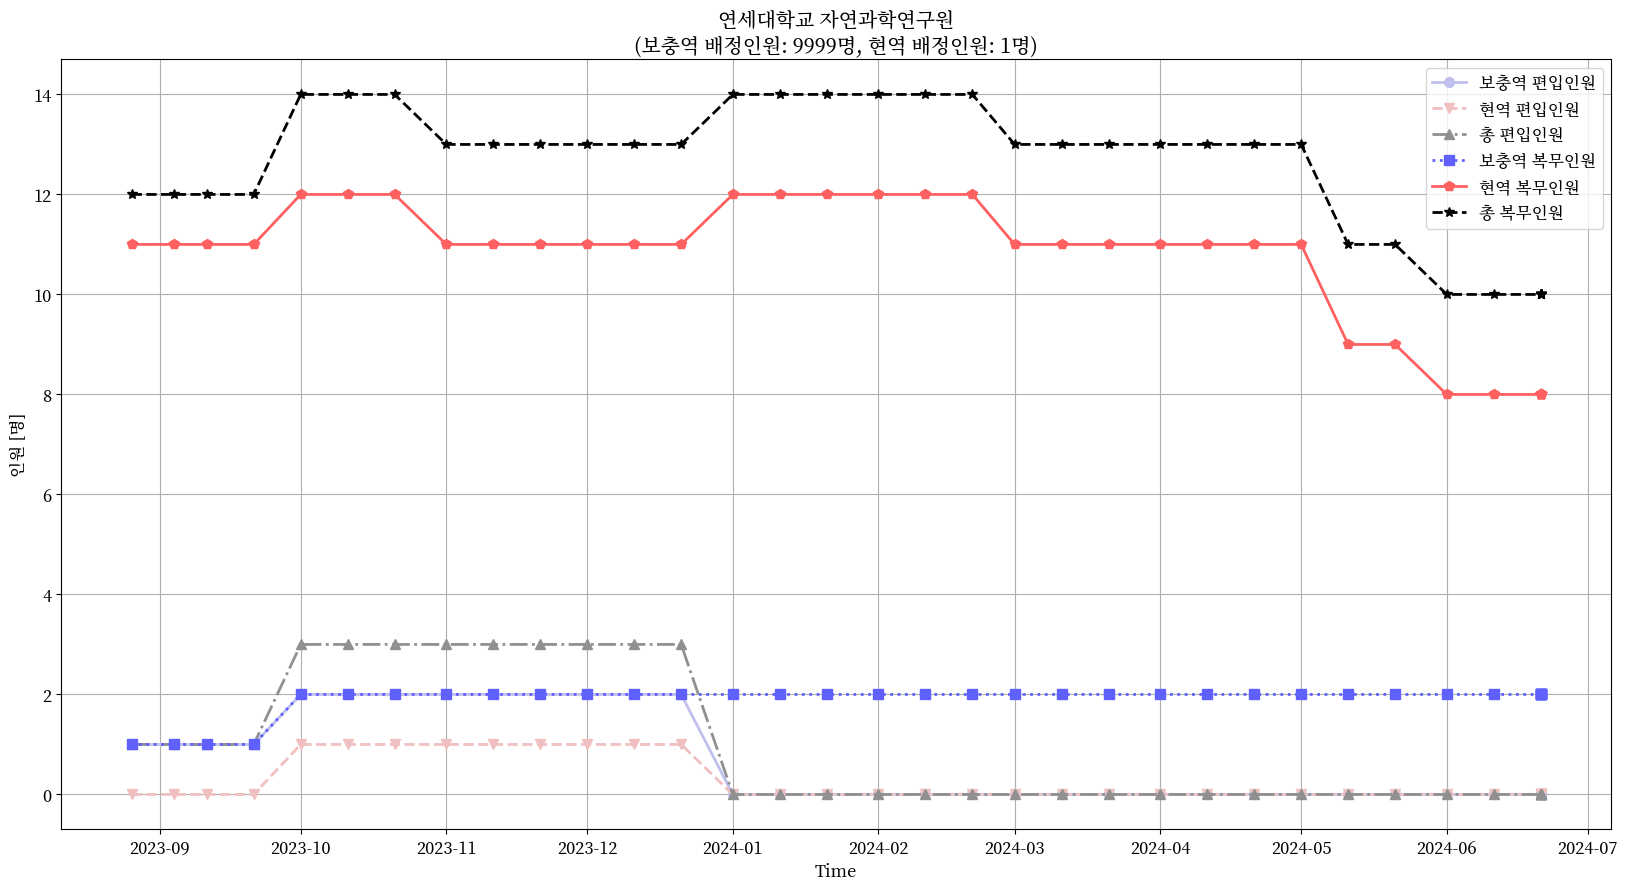 연세대학교 자연과학연구원
(보충역 배정인원: 9999명, 현역 배정인원: 1명)
보충역 편입인원
현역 편입인원
총 편입인원
보충역 복무인원
현역 복무인원
총 복무인원
인원 [명]
14
12
10
8
6
4
2
0
2023-09 2023-10 2023-11 2023-12 2024-01 2024-02 2024-03 2024-04 2024-05 2024-06 2024-07
Time